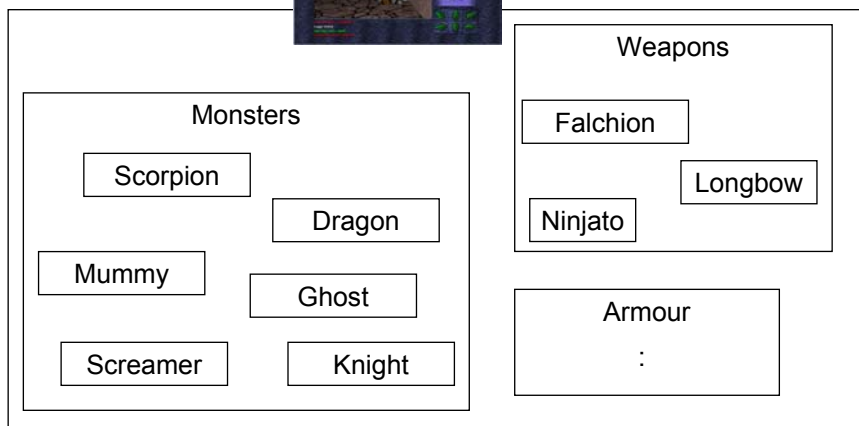 Monsters
Scorpion
Dragon
Mummy
Ghost
Screamer
Knight
Weapons
Falchion
Longbow
Ninjato
Armour
: